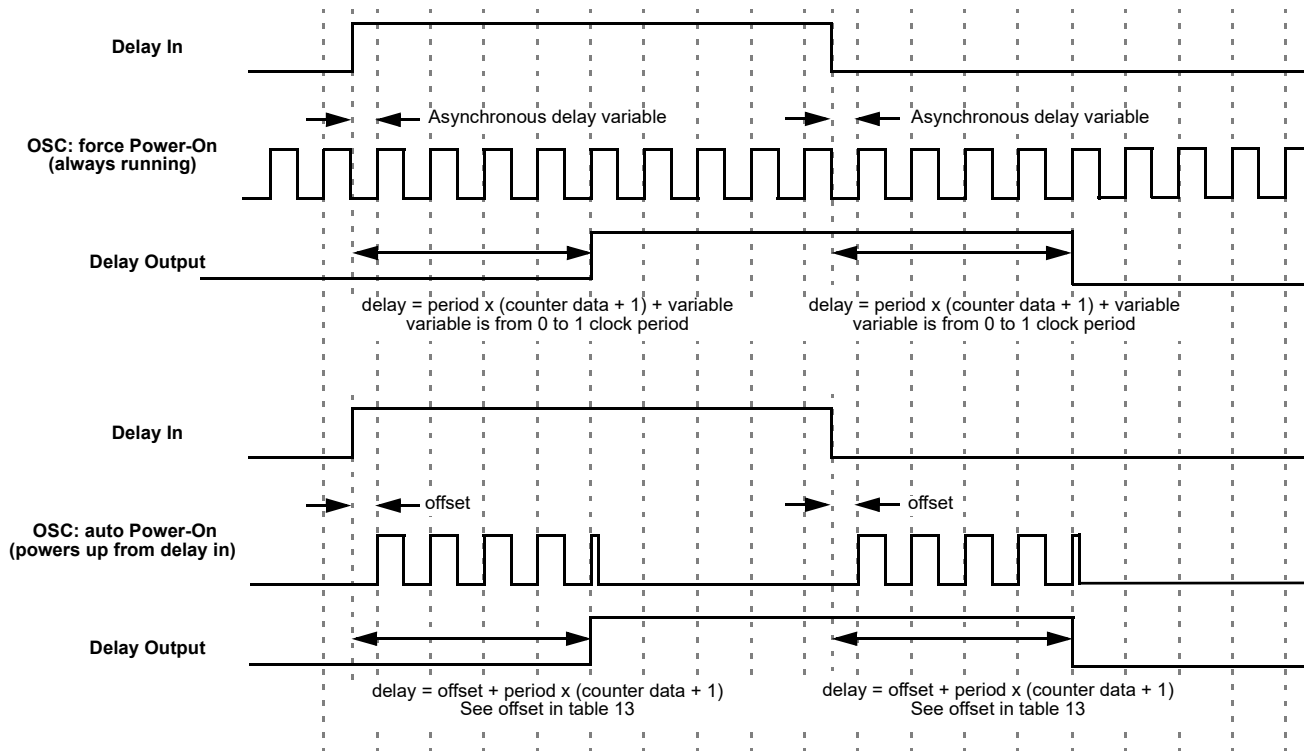 Delay In
Asynchronous delay variable
Asynchronous delay variable
OSC: force Power-On
(always running)
Delay Output
delay = period x (counter data + 1) + variable
variable is from 0 to 1 clock period
delay = period x (counter data + 1) + variable
variable is from 0 to 1 clock period
Delay In
offset
offset
OSC: auto Power-On
(powers up from delay in)
Delay Output
delay = offset + period x (counter data + 1)
See offset in table 13
delay = offset + period x (counter data + 1)
See offset in table 13